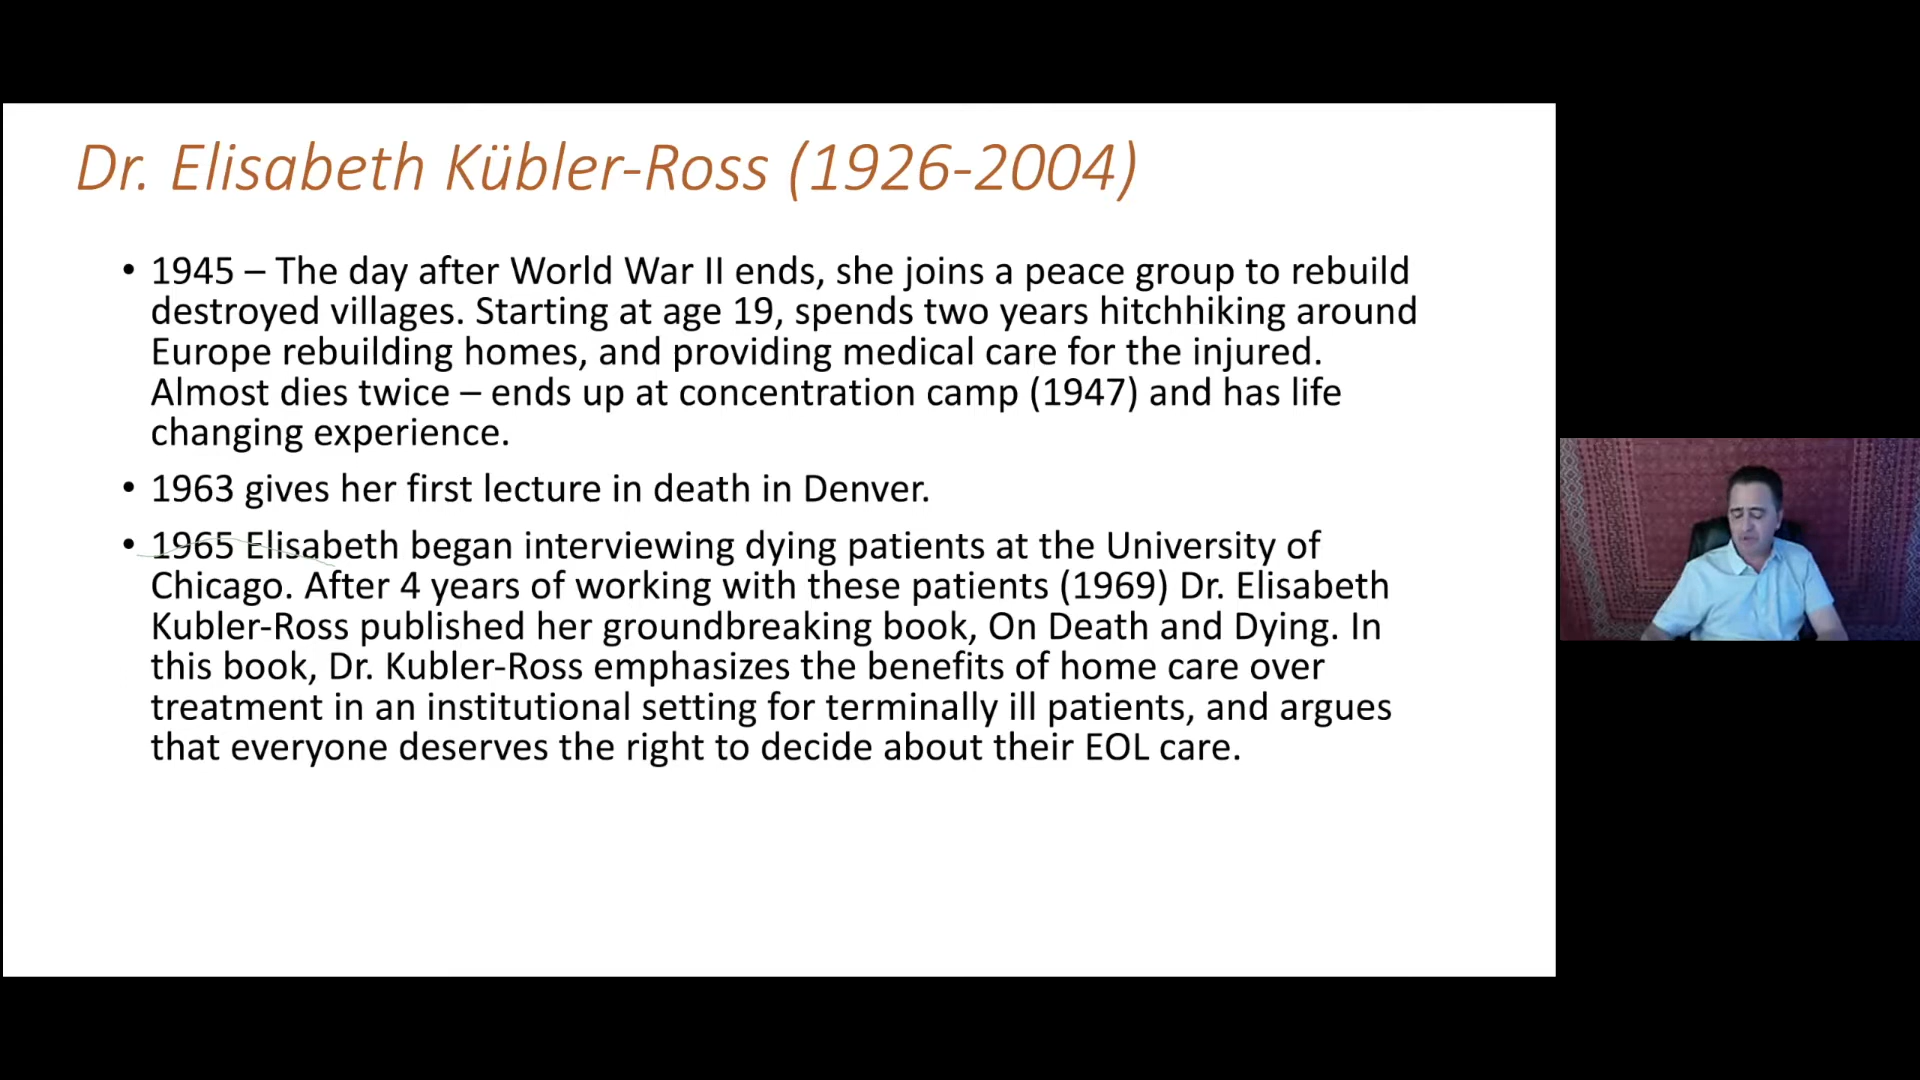 Dr. Elisabeth Kübler-Ross (1926-2004)
• 1945 – The day after World War II ends, she joins a peace group to rebuild
destroyed villages. Starting at age 19, spends two years hitchhiking around
Europe rebuilding homes, and providing medical care for the injured.
Almost dies twice – ends up at concentration camp (1947) and has life
changing experience.
• 1963 gives her first lecture in death in Denver.
• 1965 Elisabeth began interviewing dying patients at the University of
Chicago. After 4 years of working with these patients (1969) Dr. Elisabeth
Kubler-Ross published her groundbreaking book, On Death and Dying. In
this book, Dr. Kubler-Ross emphasizes the benefits of home care over
treatment in an institutional setting for terminally ill patients, and argues
that everyone deserves the right to decide about their EOL care.